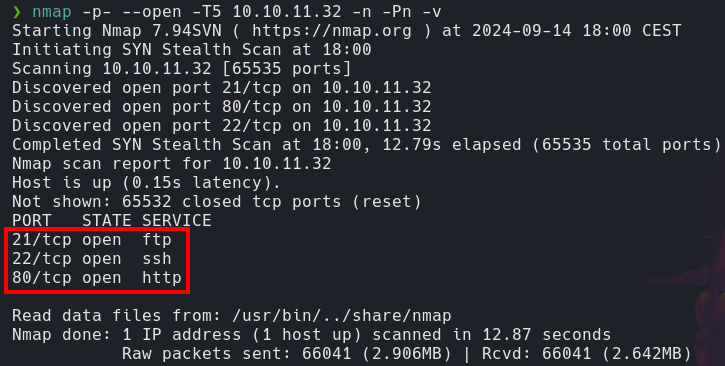 ❯ nmap -p- --open -T5 10.10.11.32 -n -Pn -v
Starting Nmap 7.94SVN ( https://nmap.org ) at 2024-09-14 18:00 CEST
Initiating SYN Stealth Scan at 18:00
Scanning 10.10.11.32 [65535 ports]
Discovered open port 21/tcp on 10.10.11.32
Discovered open port 80/tcp on 10.10.11.32
Discovered open port 22/tcp on 10.10.11.32
Completed SYN Stealth Scan at 18:00, 12.79s elapsed (65535 total ports)
Nmap scan report for 10.10.11.32
Host is up (0.15s latency).
Not shown: 65532 closed tcp ports (reset)
PORT   STATE SERVICE
21/tcp open  ftp
22/tcp open  ssh
80/tcp open  http
Read data files from: /usr/bin/../share/nmap
Nmap done: 1 IP address (1 host up) scanned in 12.87 seconds
           Raw packets sent: 66041 (2.906MB) | Rcvd: 66041 (2.642MB)